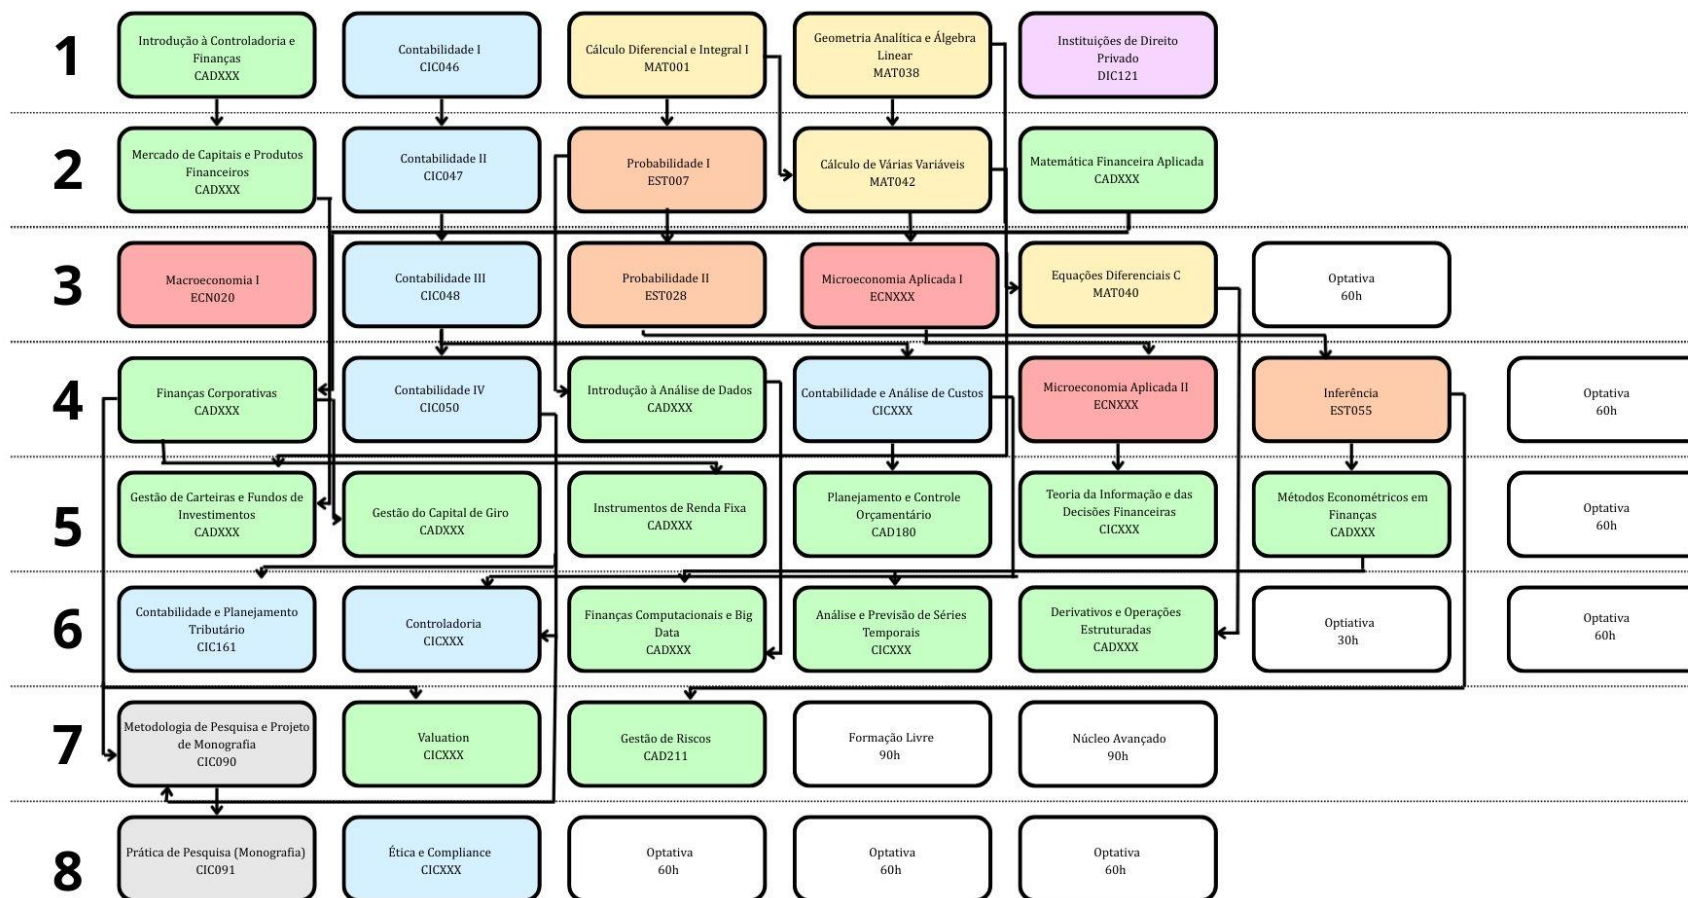 1
Introdução à Controladoria e
Finanças
CADXXX
Contabilidade I
CIC046
Cálculo Diferencial e Integral I
MAT001
Geometria Analítica e Álgebra
Linear
MAT038
Instituições de Direito
Privado
DIC121
2
Mercado de Capitais e Produtos
Financeiros
CADXXX
Contabilidade II
CIC047
Probabilidade I
EST007
Cálculo de Várias Variáveis
MAT042
Matemática Financeira Aplicada
CADXXX
3
Macroeconomia I
ECN020
Contabilidade III
CIC048
Probabilidade II
EST028
Microeconomia Aplicada I
ECNXXX
Equações Diferenciais C
MAT040
Optativa
60h
4
Finanças Corporativas
CADXXX
Contabilidade IV
CIC050
Introdução à Análise de Dados
CADXXX
Contabilidade e Análise de Custos
CICXXX
Microeconomia Aplicada II
ECNXXX
Inferência
EST055
Optativa
60h
5
Gestão de Carteiras e Fundos de
Investimentos
CADXXX
Gestão do Capital de Giro
CADXXX
Instrumentos de Renda Fixa
CADXXX
Planejamento e Controle
Orçamentário
CAD180
Teoria da Informação e das
Decisões Financeiras
CICXXX
Métodos Econométricos em
Finanças
CADXXX
Optativa
60h
6
Contabilidade e Planejamento
Tributário
CIC161
Controladoria
CICXXX
Finanças Computacionais e Big
Data
CADXXX
Análise e Previsão de Séries
Temporais
CICXXX
Derivativos e Operações
Estruturadas
CADXXX
Optiativa
30h
Optativa
60h
7
Metodologia de Pesquisa e Projeto
de Monografia
CIC090
Valuation
CICXXX
Gestão de Riscos
CAD211
Formação Livre
90h
Núcleo Avançado
90h
8
Prática de Pesquisa (Monografia)
CIC091
Ética e Compliance
CICXXX
Optativa
60h
Optativa
60h
Optativa
60h